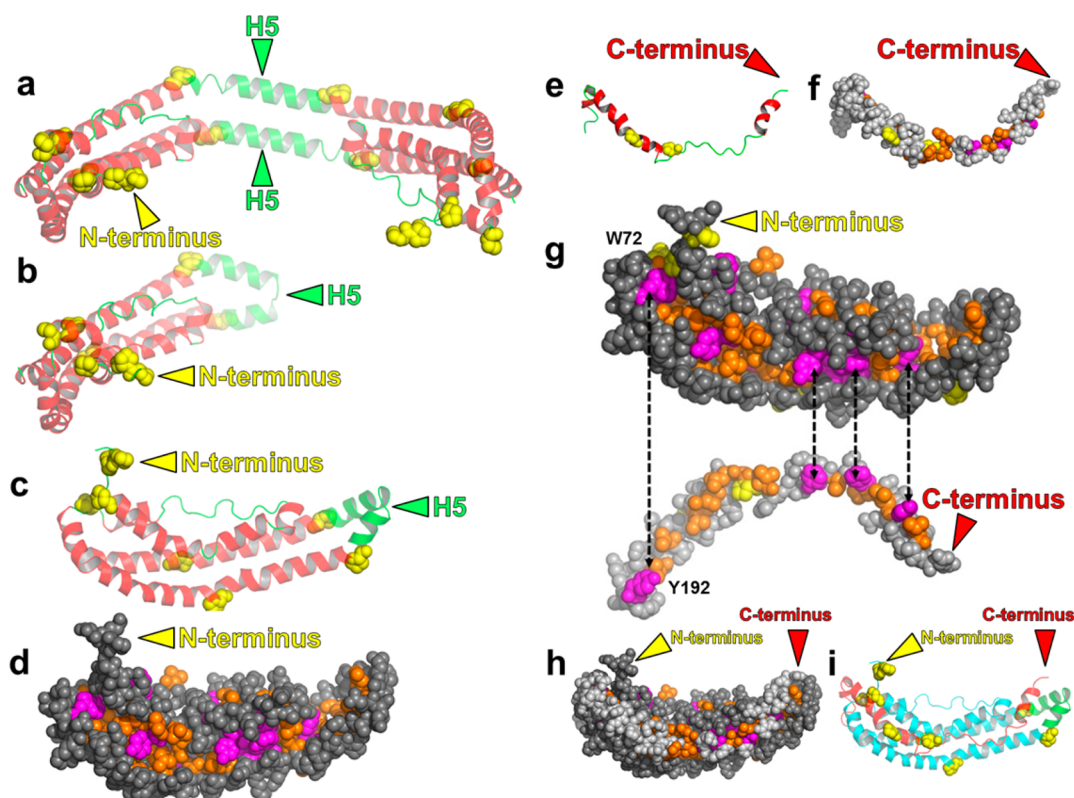 H5
a
H5
N-terminus
b
H5
N-terminus
c
N-terminus
H5
d
N-terminus
C-terminus
e
C-terminus
f
N-terminus
W72
g
C-terminus
Y192
C-terminus
N-terminus
h
C-terminus
N-terminus
i